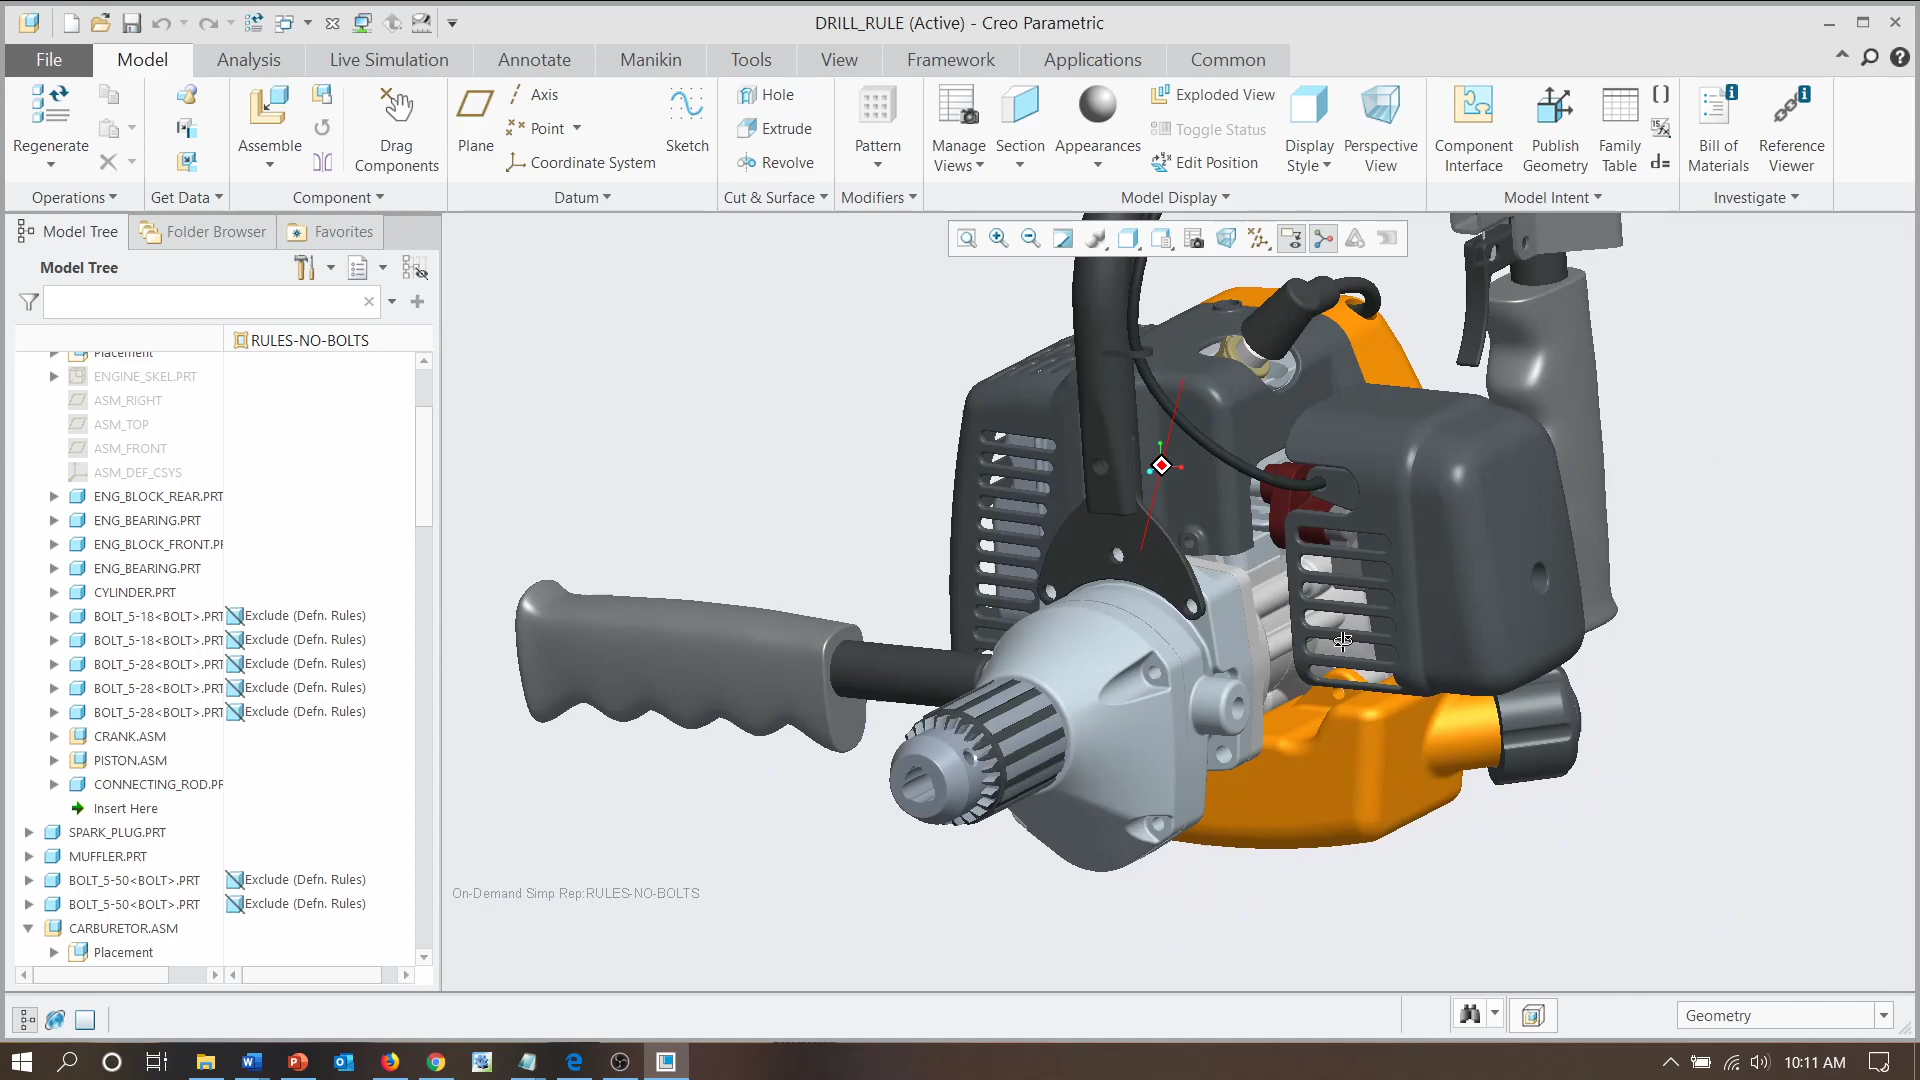 DRILL_RULE (Active) - Creo Parametric
File Model Analysis Live Simulation Annotate Manikin Tools View Framework Applications Common
Regenerate
Assemble
Drag Components
Plane
Axis
Point
Coordinate System
Sketch
Hole
Extrude
Revolve
Pattern
Manage Views
Section
Appearances
Exploded View
Toggle Status
Edit Position
Display Style
Perspective View
Component Interface
Publish Geometry
Family Table
Bill of Materials
Reference Viewer
Operations Get Data Component Datum Cut & Surface Modifiers Model Display Model Intent Investigate
Model Tree Folder Browser Favorites
Model Tree
RULES-NO-BOLTS
Placement
ENGINE_SKEL.PRT
ASM_RIGHT
ASM_TOP
ASM_FRONT
ASM_DEF_CSYS
ENG_BLOCK_REAR.PRT
ENG_BEARING.PRT
ENG_BLOCK_FRONT.PR
ENG_BEARING.PRT
CYLINDER.PRT
BOLT_5-18<BOLT>.PRT Exclude (Defn. Rules)
BOLT_5-18<BOLT>.PRT Exclude (Defn. Rules)
BOLT_5-28<BOLT>.PRT Exclude (Defn. Rules)
BOLT_5-28<BOLT>.PRT Exclude (Defn. Rules)
BOLT_5-28<BOLT>.PRT Exclude (Defn. Rules)
CRANK.ASM
PISTON.ASM
CONNECTING_ROD.PR
Insert Here
SPARK_PLUG.PRT
MUFFLER.PRT
BOLT_5-50<BOLT>.PRT Exclude (Defn. Rules)
BOLT_5-50<BOLT>.PRT Exclude (Defn. Rules)
CARBURETOR.ASM
Placement
On-Demand Simp Rep:RULES-NO-BOLTS
Geometry
10:11 AM